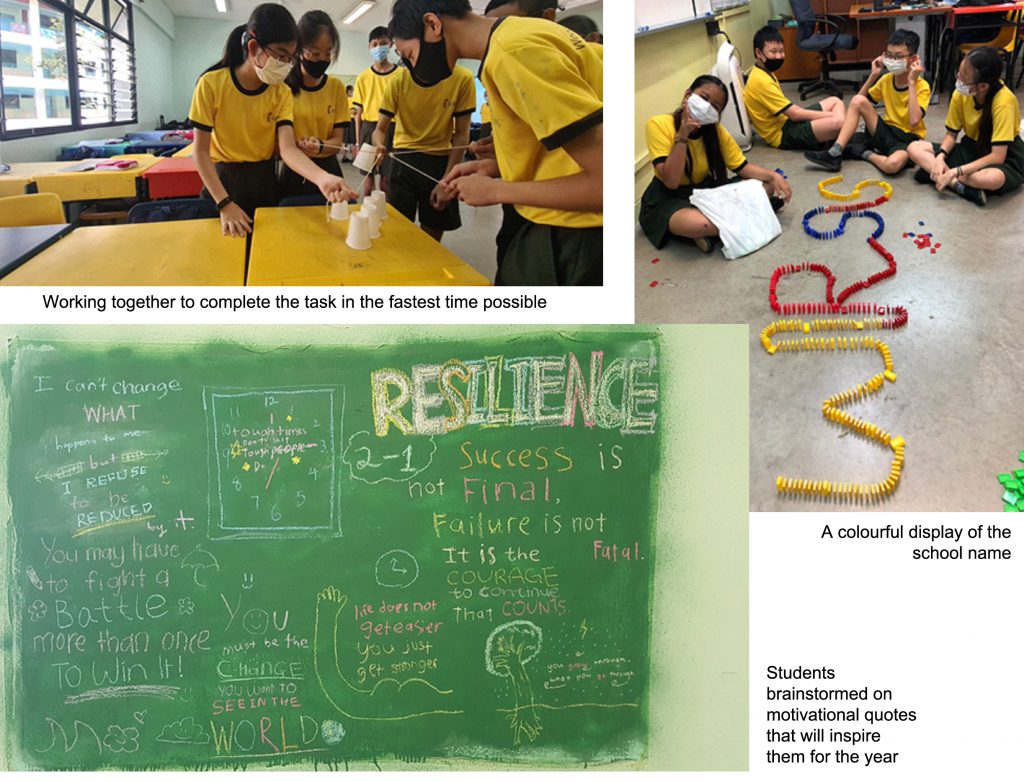 Working together to complete the task in the fastest time possible
A colourful display of the
school name
I can't change
WHAT
happens to me
but
I REFUSE
to be
REDUCED
by it
You may have
to fight a
Battle
more than once
TO WIN It!
12
11
1
10
2
9
3
8
4
7
5
6
tough times
don't last
Tough people
Do
YOU
must be the
CHANGE
YOU WANT TO
SEE IN THE
WORLD
RESILIENCE
2-1
Success is
not Final,
Failure is not
Fatal.
It is the
COURAGE
to continue
That COUNTS.
2
life does not
get easer
you just
get stronger
you grow through
what you go through
Students
brainstormed on
motivational quotes
that will inspire
them for the year